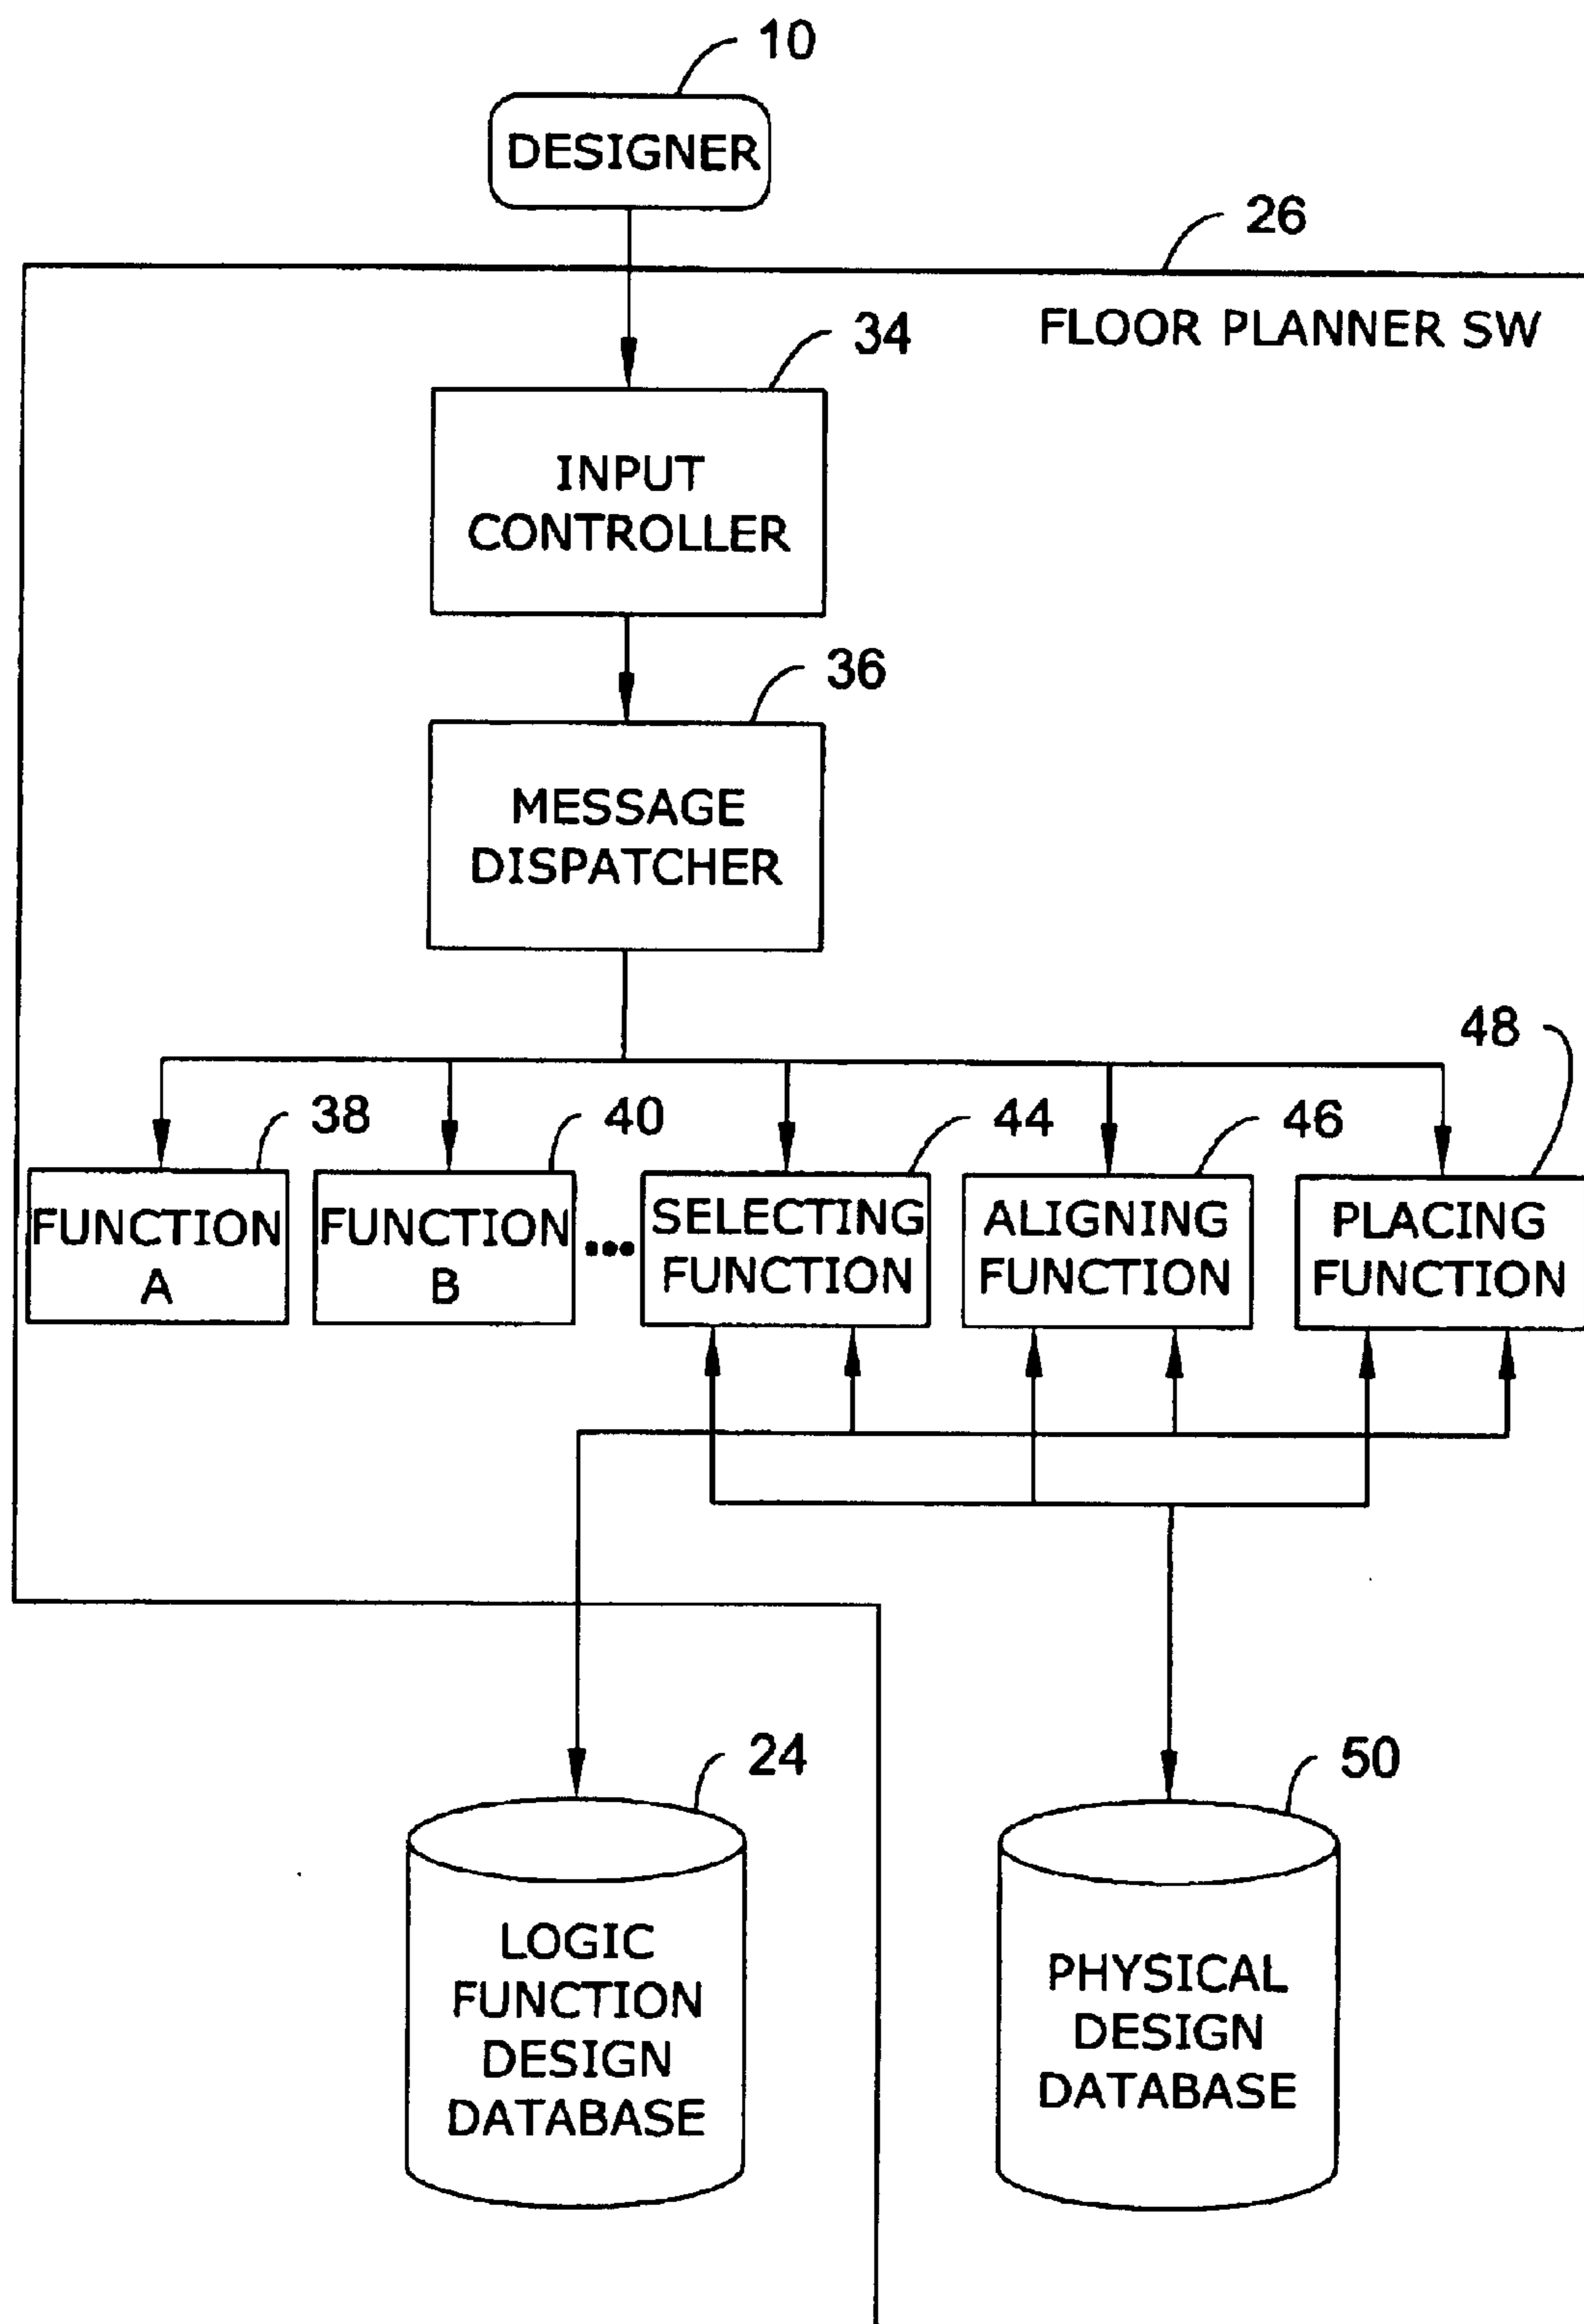 10
DESIGNER
26
FLOOR PLANNER SW
34
INPUT
CONTROLLER
36
MESSAGE
DISPATCHER
48
38
40
44
46
FUNCTION
A
FUNCTION
B
...
SELECTING
FUNCTION
ALIGNING
FUNCTION
PLACING
FUNCTION
24
50
LOGIC
FUNCTION
DESIGN
DATABASE
PHYSICAL
DESIGN
DATABASE